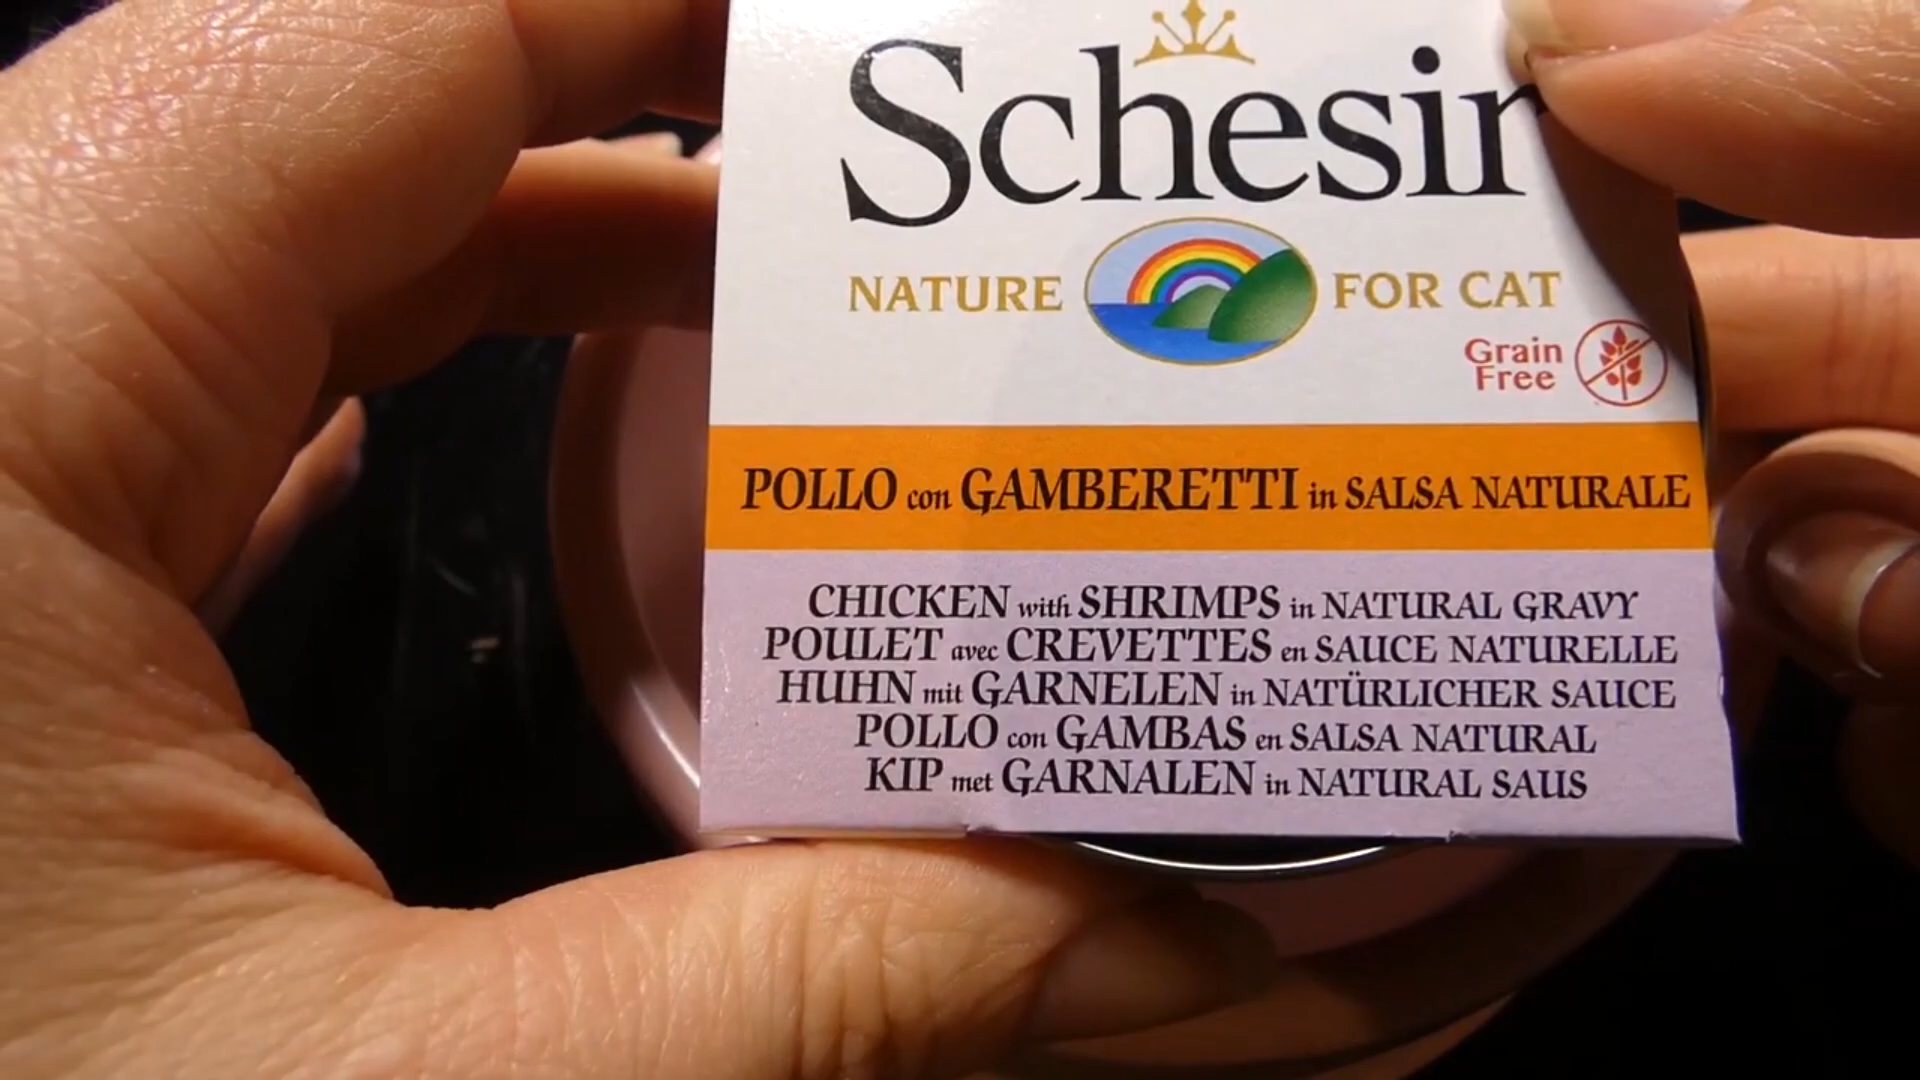 Schesir
NATURE FOR CAT
Grain
Free
POLLO con GAMBERETTI in SALSA NATURALE
CHICKEN with SHRIMPS in NATURAL GRAVY
POULET avec CREVETTES en SAUCE NATURELLE
HUHN mit GARNELEN in NATÜRLICHER SAUCE
POLLO con GAMBAS en SALSA NATURAL
KIP met GARNALEN in NATURAL SAUS